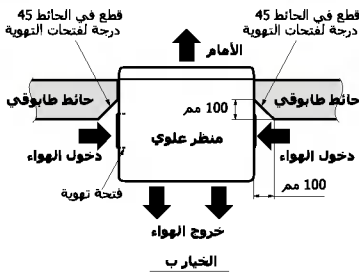 قطع في الحائط 45
درجة لفتحات التهوية
الأمام
قطع في الحائط 45
درجة لفتحات التهوية
حائط طابوقي
100 مم
حائط طابوقي
دخول الهواء
منظر علوي
دخول الهواء
فتحة تهوية
100 مم
خروج الهواء
الخيار ب